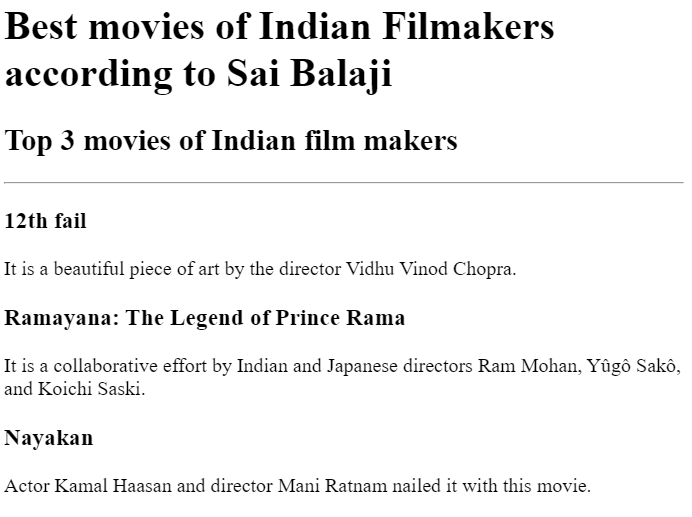 Best movies of Indian Filmakers
according to Sai Balaji
Top 3 movies of Indian film makers
12th fail
It is a beautiful piece of art by the director Vidhu Vinod Chopra.
Ramayana: The Legend of Prince Rama
It is a collaborative effort by Indian and Japanese directors Ram Mohan, Yûgô Sakô,
and Koichi Saski.
Nayakan
Actor Kamal Haasan and director Mani Ratnam nailed it with this movie.